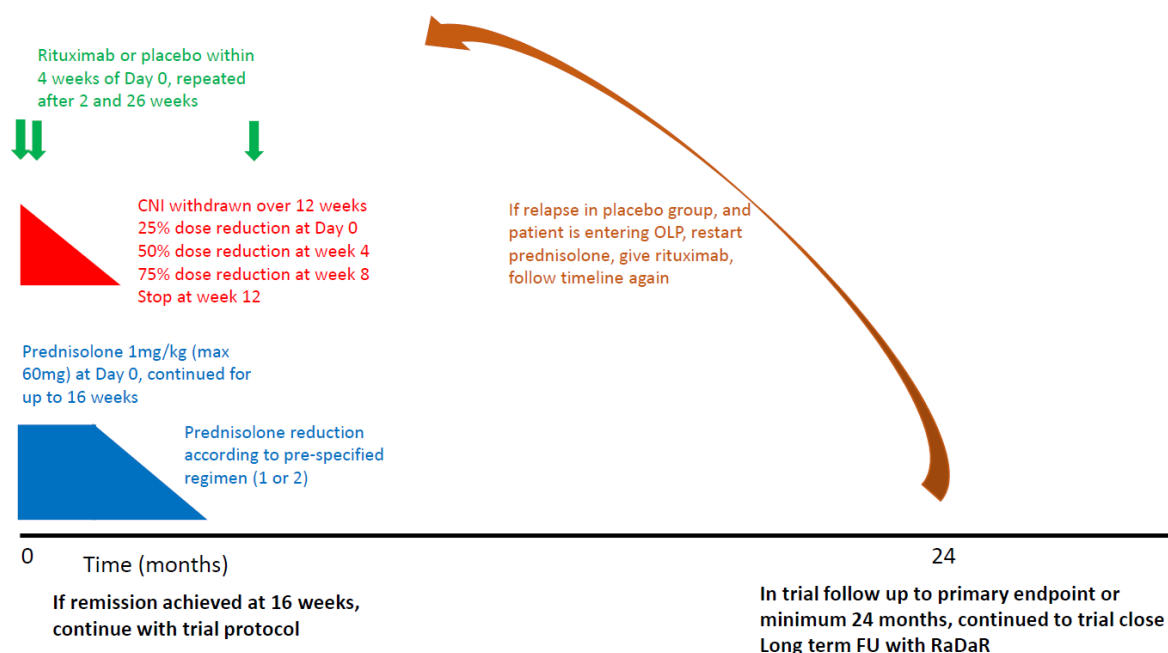 Rituximab or placebo within
4 weeks of Day 0, repeated
after 2 and 26 weeks
CNI withdrawn over 12 weeks
25% dose reduction at Day 0
50% dose reduction at week 4
75% dose reduction at week 8
Stop at week 12
If relapse in placebo group, and
patient is entering OLP, restart
prednisolone, give rituximab,
follow timeline again
Prednisolone 1mg/kg (max
60mg) at Day 0, continued for
up to 16 weeks
Prednisolone reduction
according to pre-specified
regimen (1 or 2)
0
24
Time (months)
If remission achieved at 16 weeks,
continue with trial protocol
In trial follow up to primary endpoint or
minimum 24 months, continued to trial close
Long term FU with RaDaR